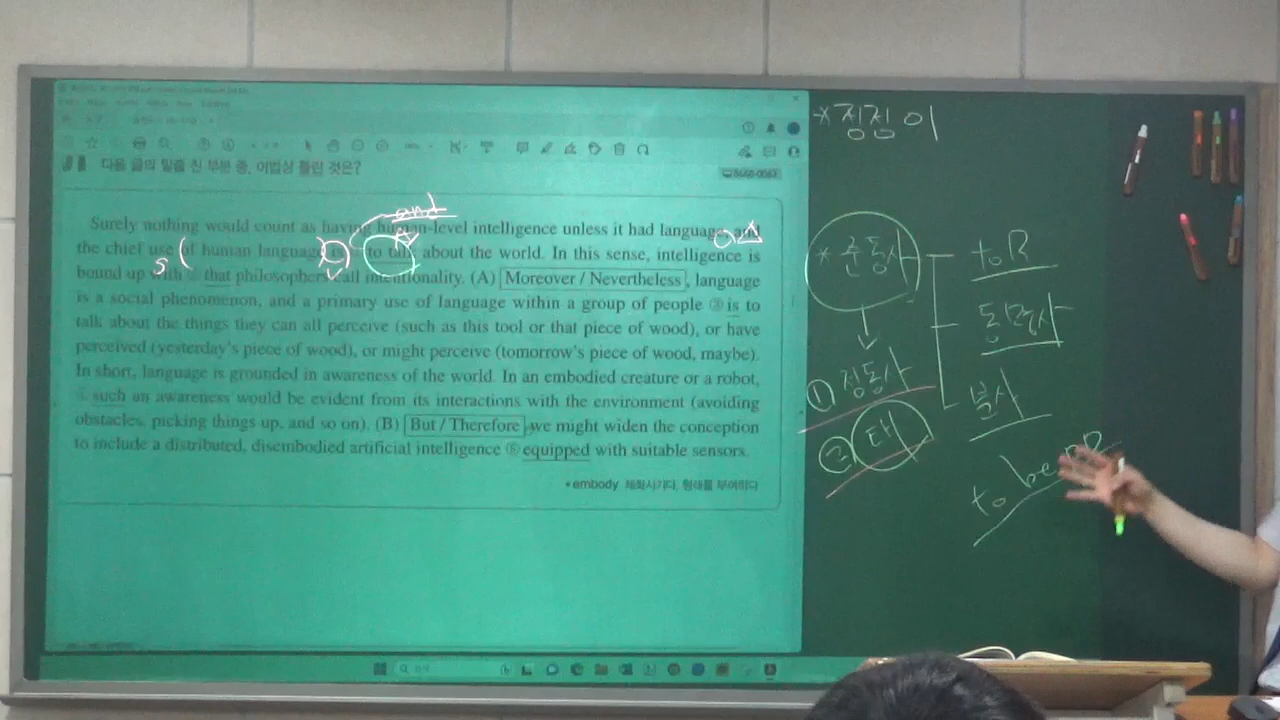 다음 글의 밑줄 친 부분 중, 어법상 틀린 것은?
and
Surely nothing would count as having human-level intelligence unless it had language, and
the chief use of human language is to talk about the world. In this sense, intelligence is
bound up with that philosophers call intentionality. (A) Moreover / Nevertheless, language
is a social phenomenon, and a primary use of language within a group of people ③ is to
talk about the things they can all perceive (such as this tool or that piece of wood), or have
perceived (yesterday's piece of wood), or might perceive (tomorrow's piece of wood, maybe).
In short, language is grounded in awareness of the world. In an embodied creature or a robot,
④ such an awareness would be evident from its interactions with the environment (avoiding
obstacles, picking things up, and so on). (B) But / Therefore, we might widen the conception
to include a distributed, disembodied artificial intelligence ⑤ equipped with suitable sensors.
*embody 체화시키다, 형태를 부여하다
S
*징징이
*준동사
toR
동명사
분사
① 정동사
② 태
to be